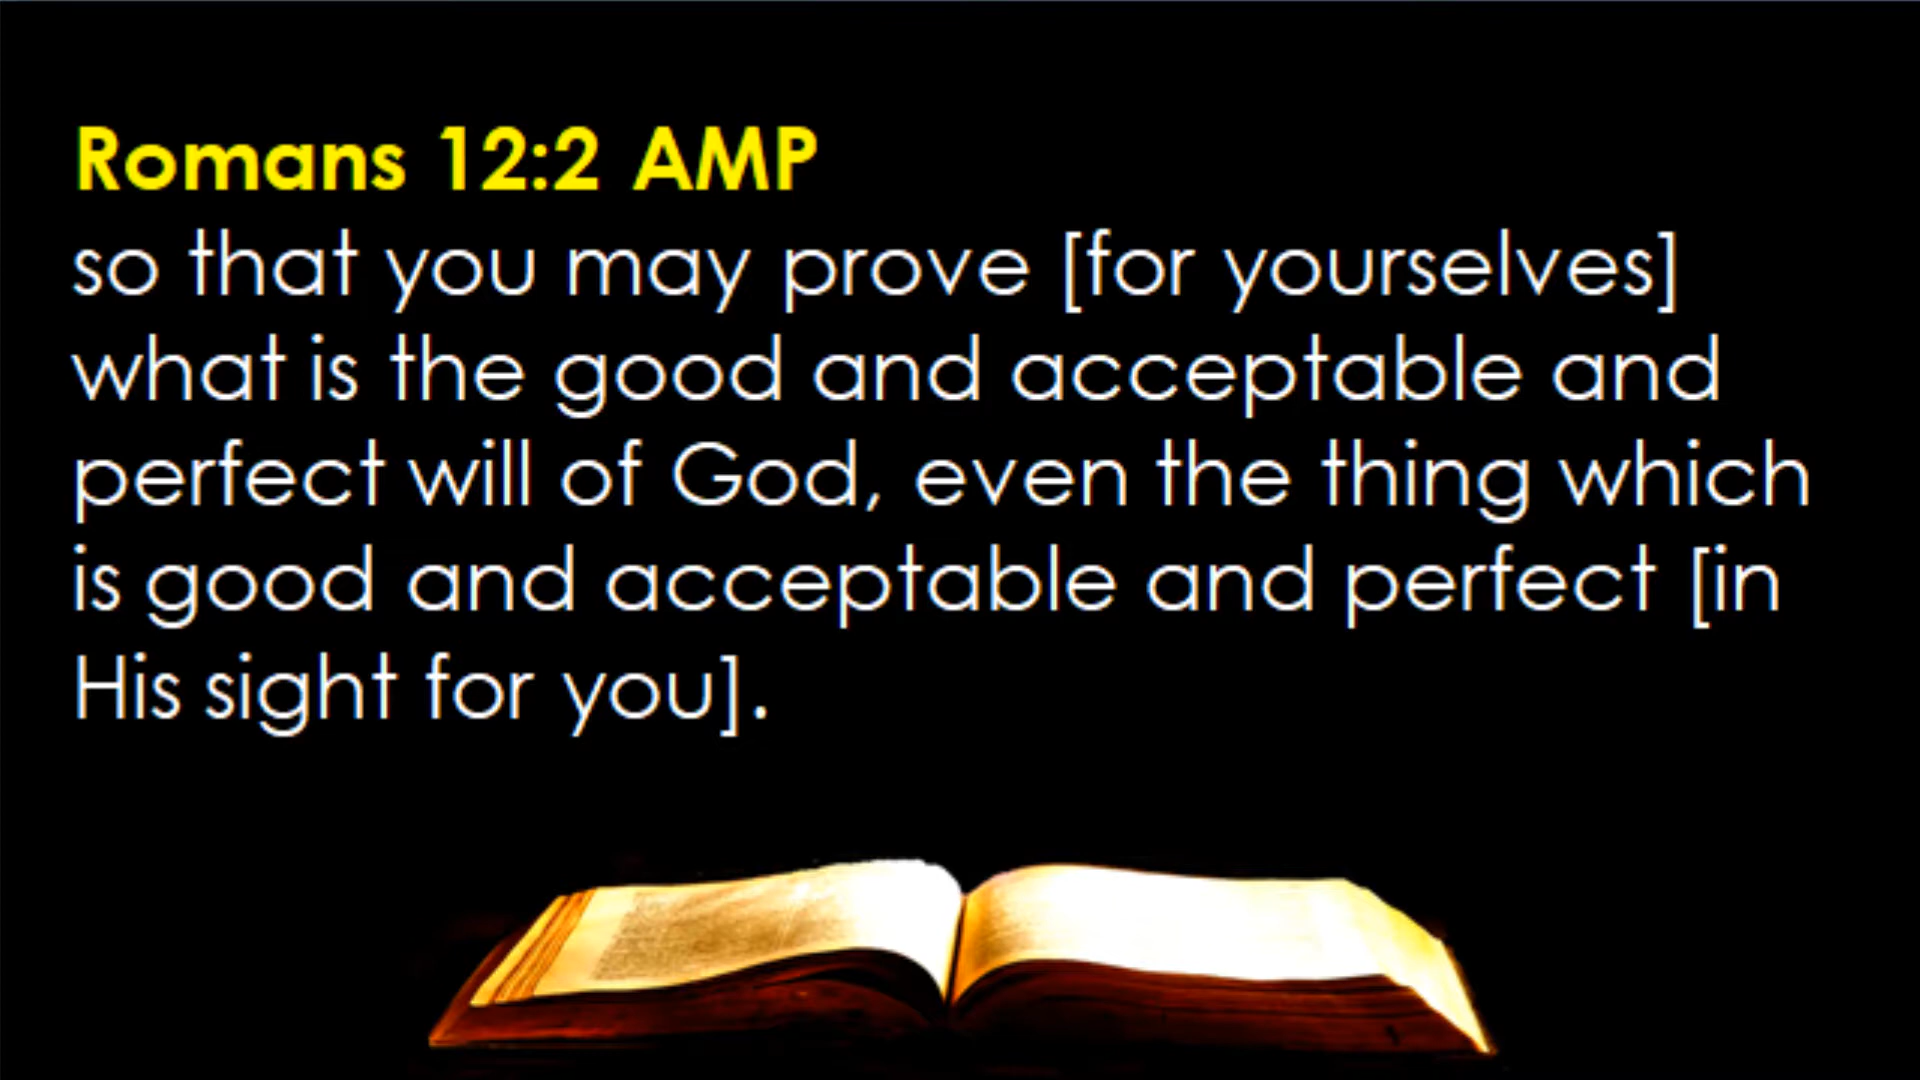 Romans 12:2 AMP
so that you may prove [for yourselves]
what is the good and acceptable and
perfect will of God, even the thing which
is good and acceptable and perfect [in
His sight for you].